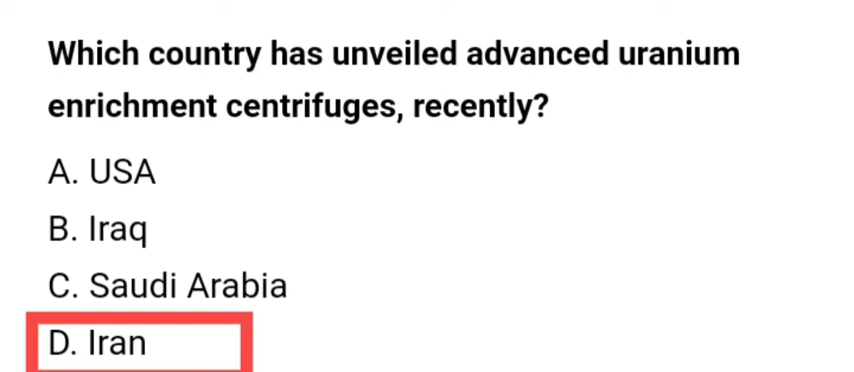 Which country has unveiled advanced uranium
enrichment centrifuges, recently?
A. USA
B. Iraq
C. Saudi Arabia
D. Iran